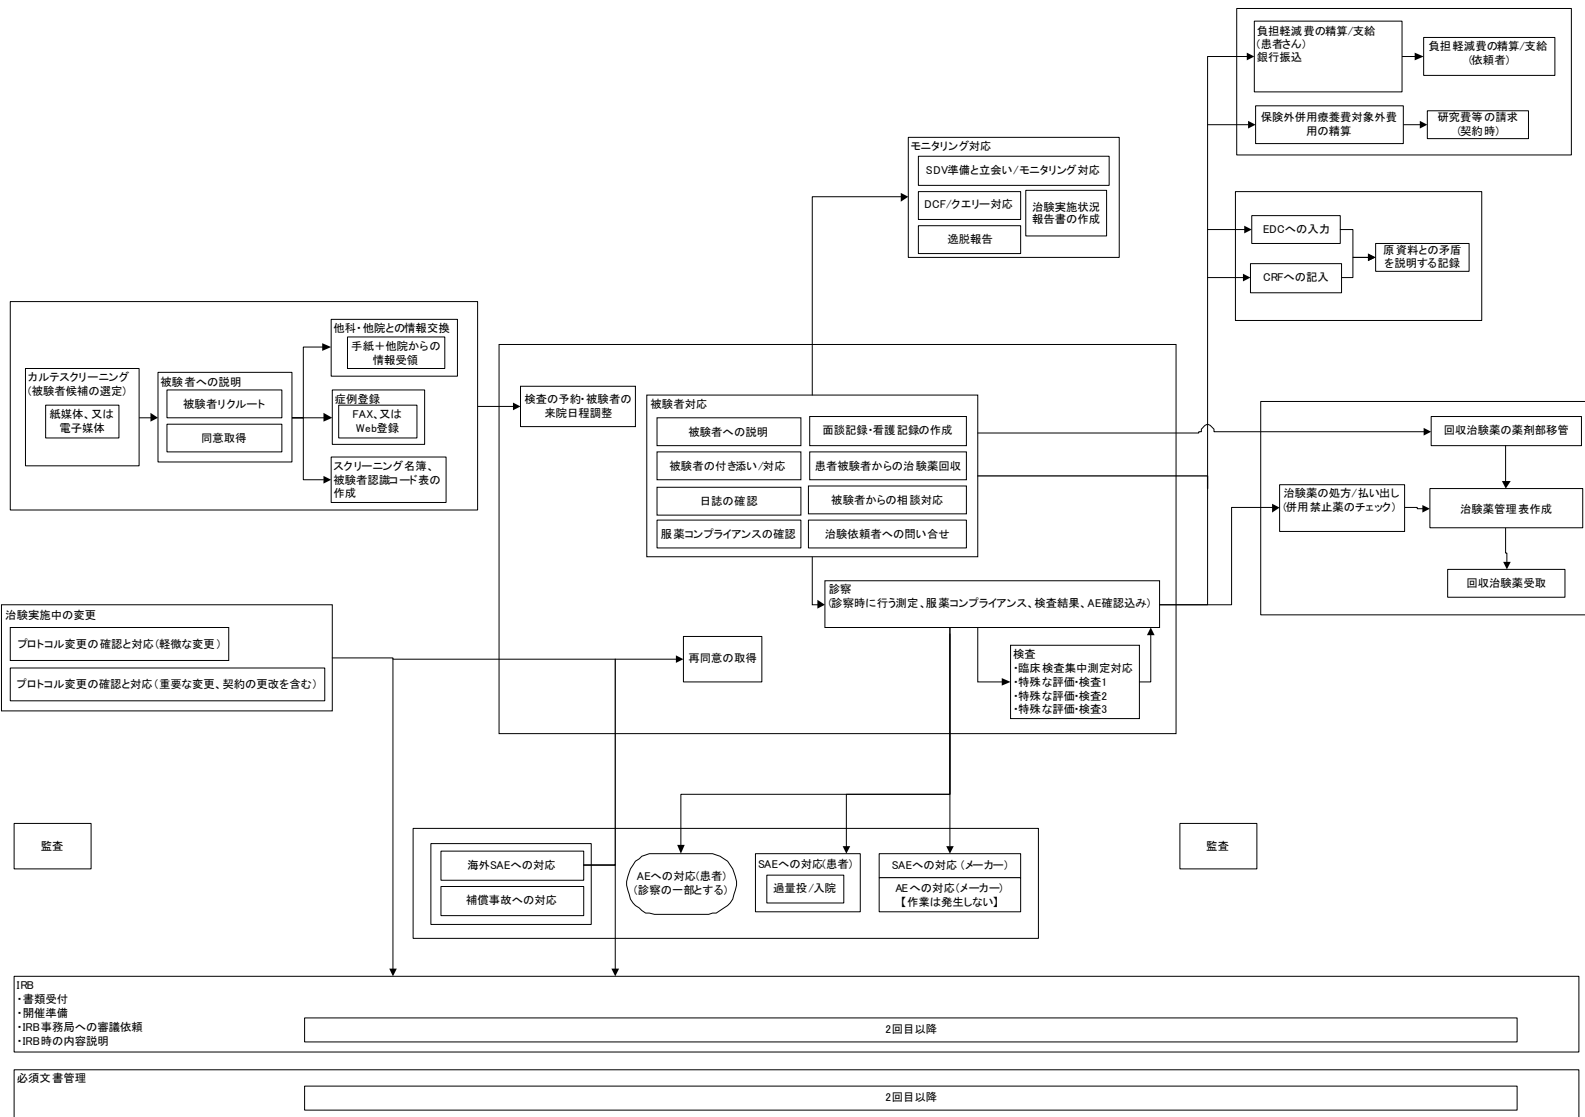 負担軽減費の精算/支給
(患者さん)
銀行振込
負担軽減費の精算/支給
(依頼者)
保険外併用療養費対象外費
用の精算
研究費等の請求
(契約時)
モニタリング対応
SDV準備と立会い/モニタリング対応
DCF/クエリー対応
治験実施状況
報告書の作成
逸脱報告
EDCへの入力
CRFへの記入
原資料との矛盾
を説明する記録
カルテスクリーニング
(被験者候補の選定)
紙媒体、又は
電子媒体
被験者への説明
被験者リクルート
同意取得
他科・他院との情報交換
手紙＋他院からの
情報受領
症例登録
FAX、又は
Web登録
スクリーニング名簿、
被験者認識コード表の
作成
検査の予約・被験者の
来院日程調整
被験者対応
被験者への説明
面談記録・看護記録の作成
被験者の付き添い/対応
患者被験者からの治験薬回収
日誌の確認
被験者からの相談対応
服薬コンプライアンスの確認
治験依頼者への問い合せ
回収治験薬の薬剤部移管
治験薬の処方/払い出し
(併用禁止薬のチェック)
治験薬管理表作成
回収治験薬受取
診察
(診察時に行う測定、服薬コンプライアンス、検査結果、AE確認込み)
検査
・臨床検査集中測定対応
・特殊な評価・検査1
・特殊な評価・検査2
・特殊な評価・検査3
治験実施中の変更
プロトコル変更の確認と対応(軽微な変更)
プロトコル変更の確認と対応(重要な変更、契約の更改を含む)
再同意の取得
監査
監査
海外SAEへの対応
補償事故への対応
AEへの対応(患者)
(診察の一部とする)
SAEへの対応(患者)
過量投/入院
SAEへの対応(メーカー)
AEへの対応(メーカー)
【作業は発生しない】
IRB
・書類受付
・開催準備
・IRB事務局への審議依頼
・IRB時の内容説明
2回目以降
必須文書管理
2回目以降